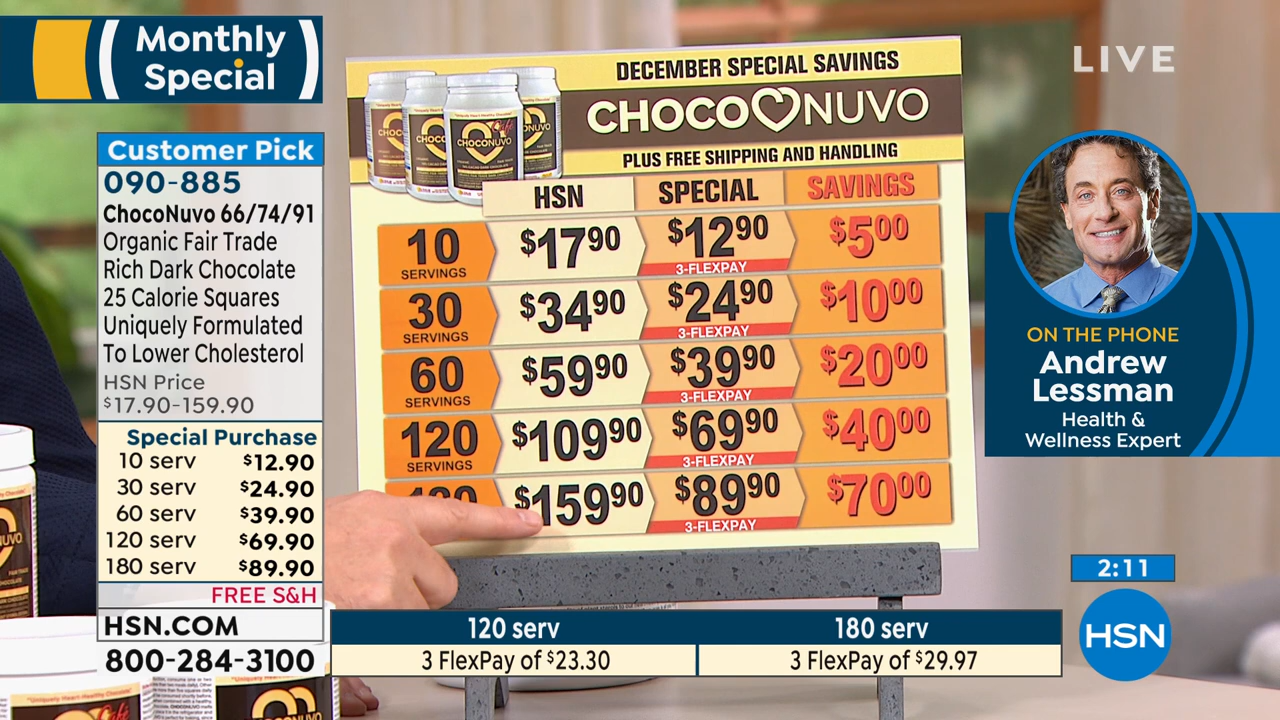 Monthly
Special
LIVE
Customer Pick
090-885
ChocoNuvo 66/74/91
Organic Fair Trade
Rich Dark Chocolate
25 Calorie Squares
Uniquely Formulated
To Lower Cholesterol
HSN Price
$17.90-159.90
Special Purchase
10 serv $12.90
30 serv $24.90
60 serv $39.90
120 serv $69.90
180 serv $89.90
FREE S&H
HSN.COM
800-284-3100
DECEMBER SPECIAL SAVINGS
CHOCO NUVO
PLUS FREE SHIPPING AND HANDLING
HSN SPECIAL SAVINGS
10 SERVINGS $17.90 $12.90 3-FLEXPAY $5.00
30 SERVINGS $34.90 $24.90 3-FLEXPAY $10.00
60 SERVINGS $59.90 $39.90 3-FLEXPAY $20.00
120 SERVINGS $109.90 $69.90 3-FLEXPAY $40.00
$159.90 $89.90 3-FLEXPAY $70.00
CHOCONUVO
Café
ON THE PHONE
Andrew
Lessman
Health &
Wellness Expert
2:11
HSN
120 serv 180 serv
3 FlexPay of $23.30 3 FlexPay of $29.97